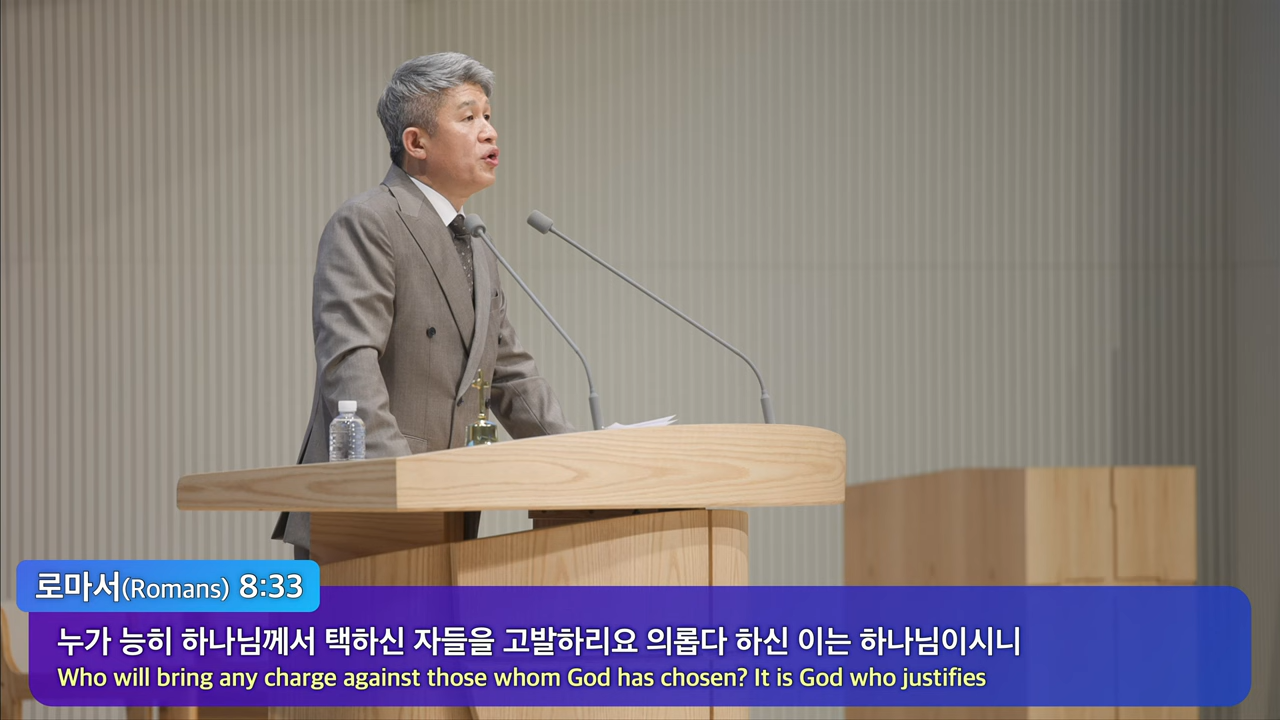 로마서(Romans) 8:33
누가 능히 하나님께서 택하신 자들을 고발하리요 의롭다 하신 이는 하나님이시니
Who will bring any charge against those whom God has chosen? It is God who justifies